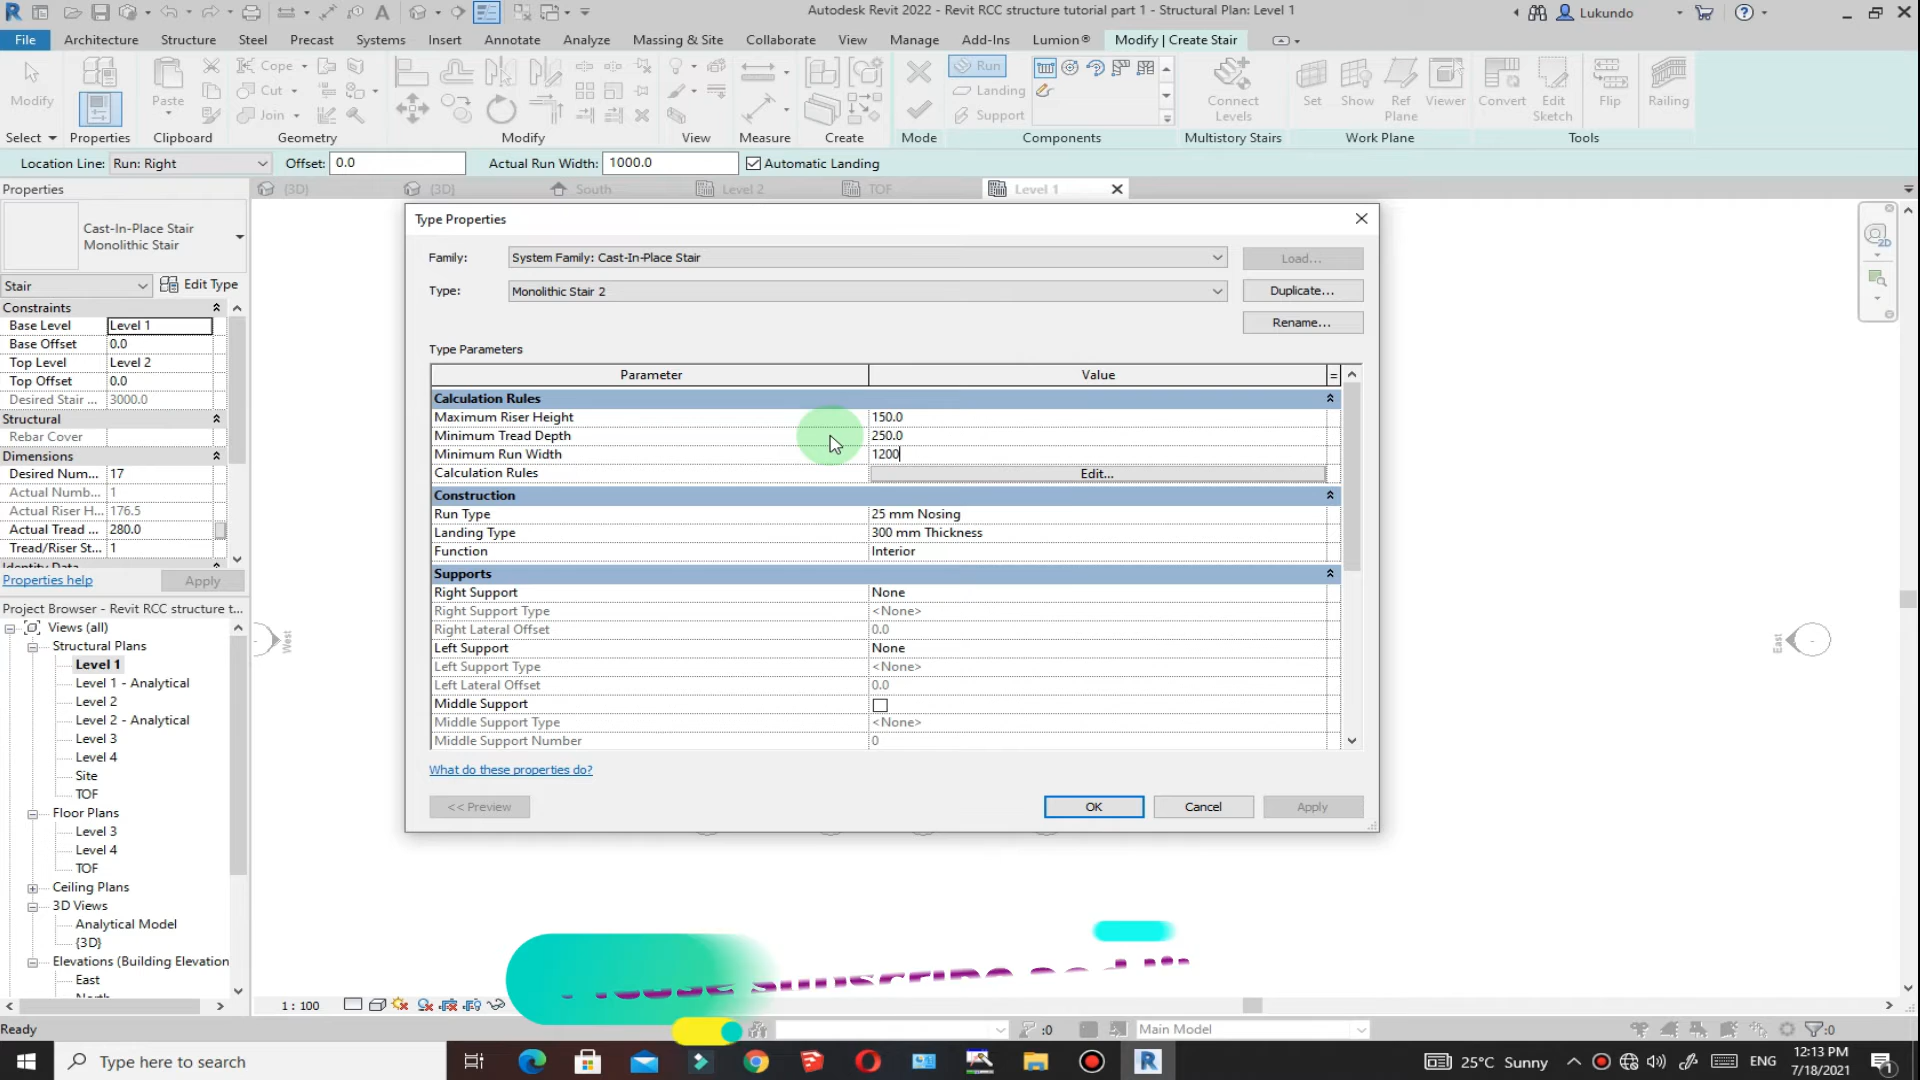 Autodesk Revit 2022 - Revit RCC structure tutorial part 1 - Structural Plan: Level 1
Lukundo
File Architecture Structure Steel Precast Systems Insert Annotate Analyze Massing & Site Collaborate View Manage Add-Ins Lumion® Modify | Create Stair
Modify
Paste
Cope
Cut
Join
Run
Landing
Support
Connect
Levels
Set
Show
Ref
Plane
Viewer
Convert
Edit
Sketch
Flip
Railing
Select Properties Clipboard Geometry Modify View Measure Create Mode Components Multistory Stairs Work Plane Tools
Location Line: Run: Right Offset: 0.0 Actual Run Width: 1000.0 Automatic Landing
Properties
{3D} {3D} South Level 2 TOF Level 1
Cast-In-Place Stair
Monolithic Stair
Stair Edit Type
Constraints
Base Level Level 1
Base Offset 0.0
Top Level Level 2
Top Offset 0.0
Desired Stair ... 3000.0
Structural
Rebar Cover
Dimensions
Desired Num... 17
Actual Numb... 1
Actual Riser H... 176.5
Actual Tread ... 280.0
Tread/Riser St... 1
Identity Data
Properties help Apply
Project Browser - Revit RCC structure t...
Views (all)
Structural Plans
Level 1
Level 1 - Analytical
Level 2
Level 2 - Analytical
Level 3
Level 4
Site
TOF
Floor Plans
Level 3
Level 4
TOF
Ceiling Plans
3D Views
Analytical Model
{3D}
Elevations (Building Elevation
East
North
Type Properties
Family: System Family: Cast-In-Place Stair Load...
Type: Monolithic Stair 2 Duplicate...
Rename...
Type Parameters
Parameter Value =
Calculation Rules
Maximum Riser Height 150.0
Minimum Tread Depth 250.0
Minimum Run Width 1200
Calculation Rules Edit...
Construction
Run Type 25 mm Nosing
Landing Type 300 mm Thickness
Function Interior
Supports
Right Support None
Right Support Type <None>
Right Lateral Offset 0.0
Left Support None
Left Support Type <None>
Left Lateral Offset 0.0
Middle Support
Middle Support Type <None>
Middle Support Number 0
What do these properties do?
<< Preview OK Cancel Apply
West
East
2D
1 : 100
Ready
:0
Main Model
:0
Type here to search
25°C Sunny
ENG
12:13 PM
7/18/2021
1